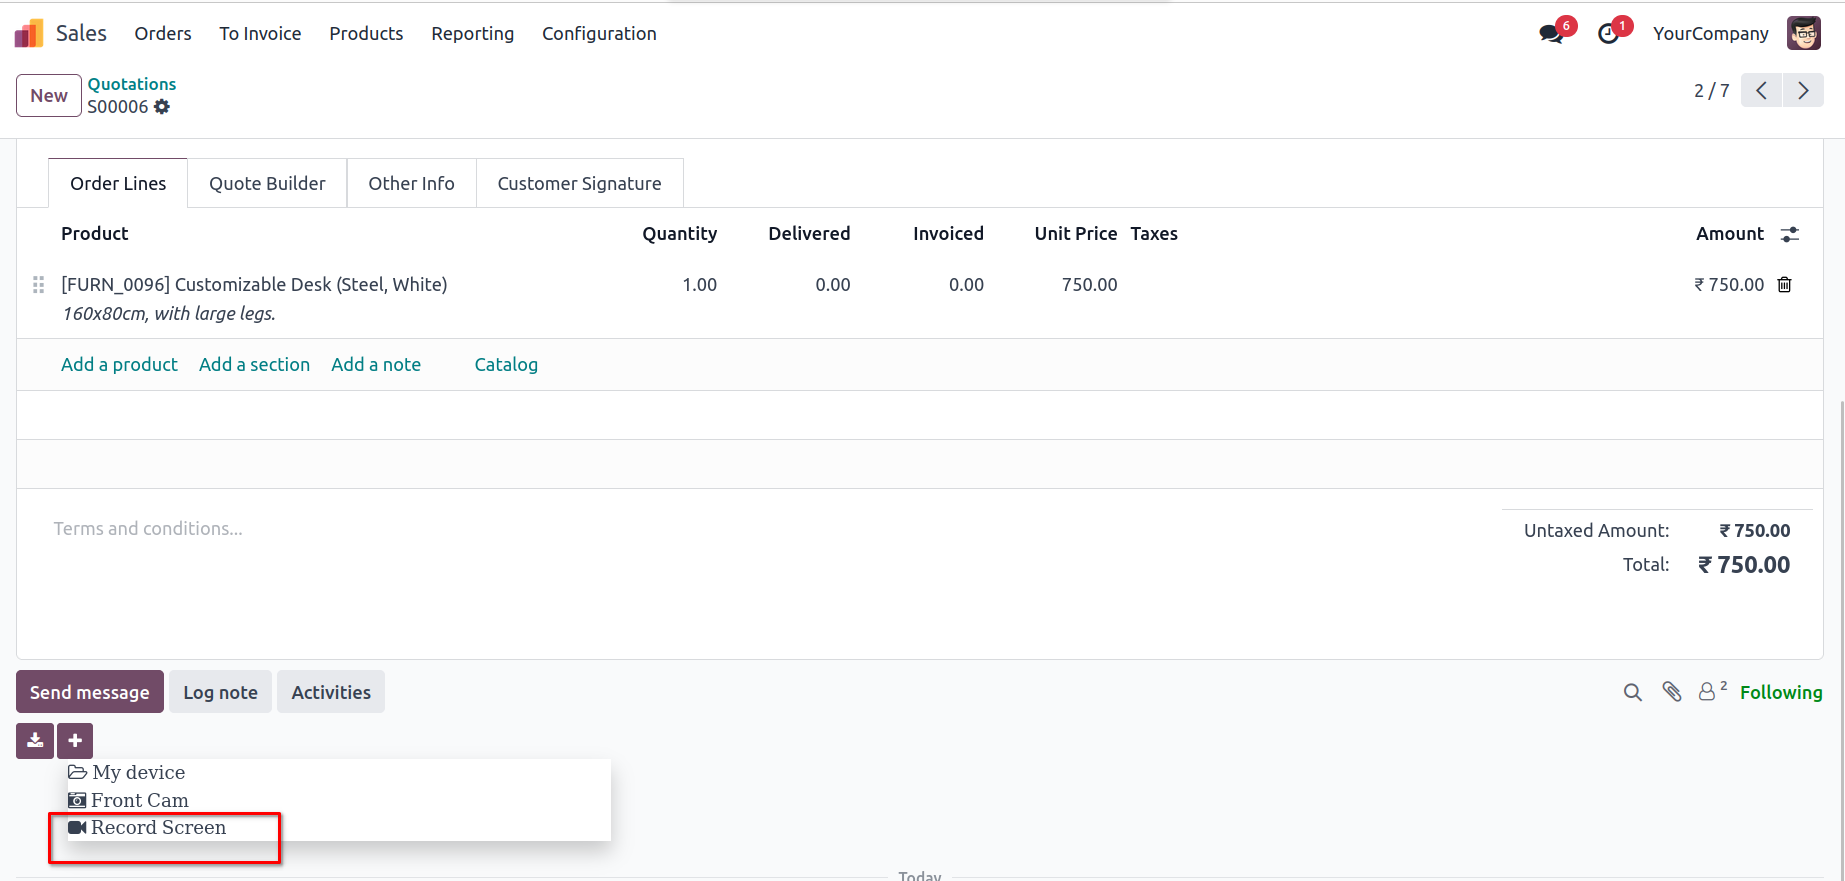 Sales Orders To Invoice Products Reporting Configuration 6 1 YourCompany
New Quotations
S00006 2 / 7
Order Lines Quote Builder Other Info Customer Signature
Product Quantity Delivered Invoiced Unit Price Taxes Amount
[FURN_0096] Customizable Desk (Steel, White) 1.00 0.00 0.00 750.00 ₹ 750.00
160x80cm, with large legs.
Add a product Add a section Add a note Catalog
Terms and conditions...
Untaxed Amount: ₹ 750.00
Total: ₹ 750.00
Send message Log note Activities 2 Following
My device
Front Cam
Record Screen
Today